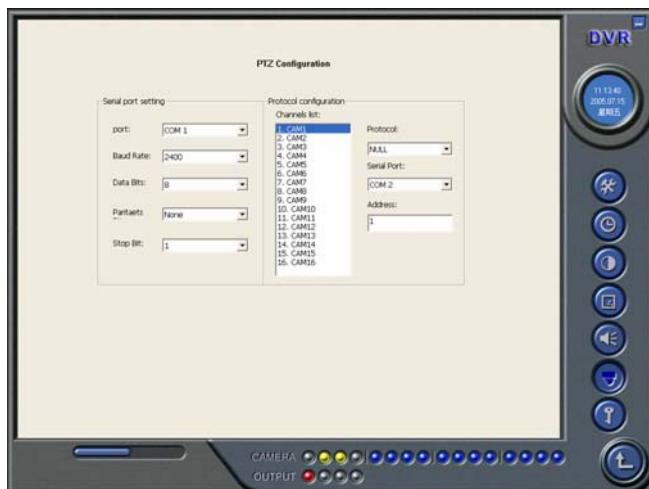 DVR
PTZ Configuration
11:13:40
2005.07.15
星期五
Serial port setting
port:
COM 1
Baud Rate:
2400
Data Bits:
8
Paritaets
None
Stop Bit:
1
Protocol configuration
Channels list:
1. CAM1
2. CAM2
3. CAM3
4. CAM4
5. CAM5
6. CAM6
7. CAM7
8. CAM8
9. CAM9
10. CAM10
11. CAM11
12. CAM12
13. CAM13
14. CAM14
15. CAM15
16. CAM16
Protocol:
NULL
Serial Port:
COM 2
Address:
1
CAMERA
OUTPUT